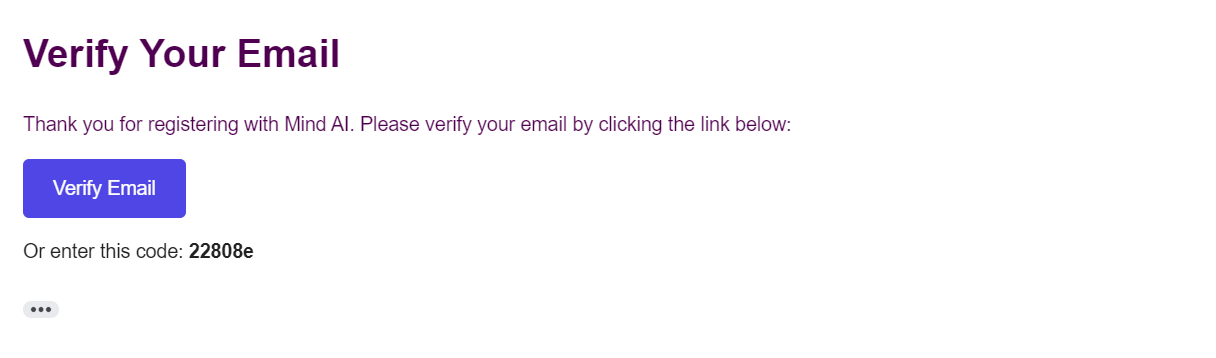 Verify Your Email
Thank you for registering with Mind AI. Please verify your email by clicking the link below:
Verify Email
Or enter this code: 22808e